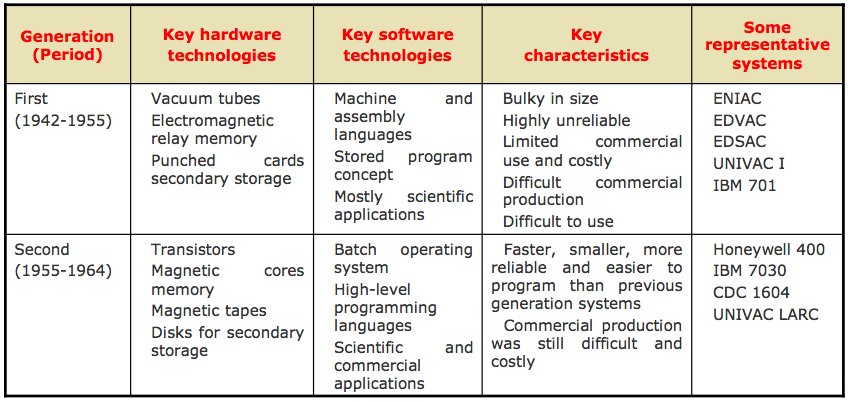 Generation
(Period)
Key hardware
technologies
Key software
technologies
Key
characteristics
Some
representative
systems
First
(1942-1955)
Vacuum tubes
Electromagnetic
relay memory
Punched cards
secondary storage
Machine and
assembly
languages
Stored program
concept
Mostly scientific
applications
Bulky in size
Highly unreliable
Limited commercial
use and costly
Difficult commercial
production
Difficult to use
ENIAC
EDVAC
EDSAC
UNIVAC I
IBM 701
Second
(1955-1964)
Transistors
Magnetic cores
memory
Magnetic tapes
Disks for secondary
storage
Batch operating
system
High-level
programming
languages
Scientific and
commercial
applications
Faster, smaller, more
reliable and easier to
program than previous
generation systems
Commercial production
was still difficult and
costly
Honeywell 400
IBM 7030
CDC 1604
UNIVAC LARC